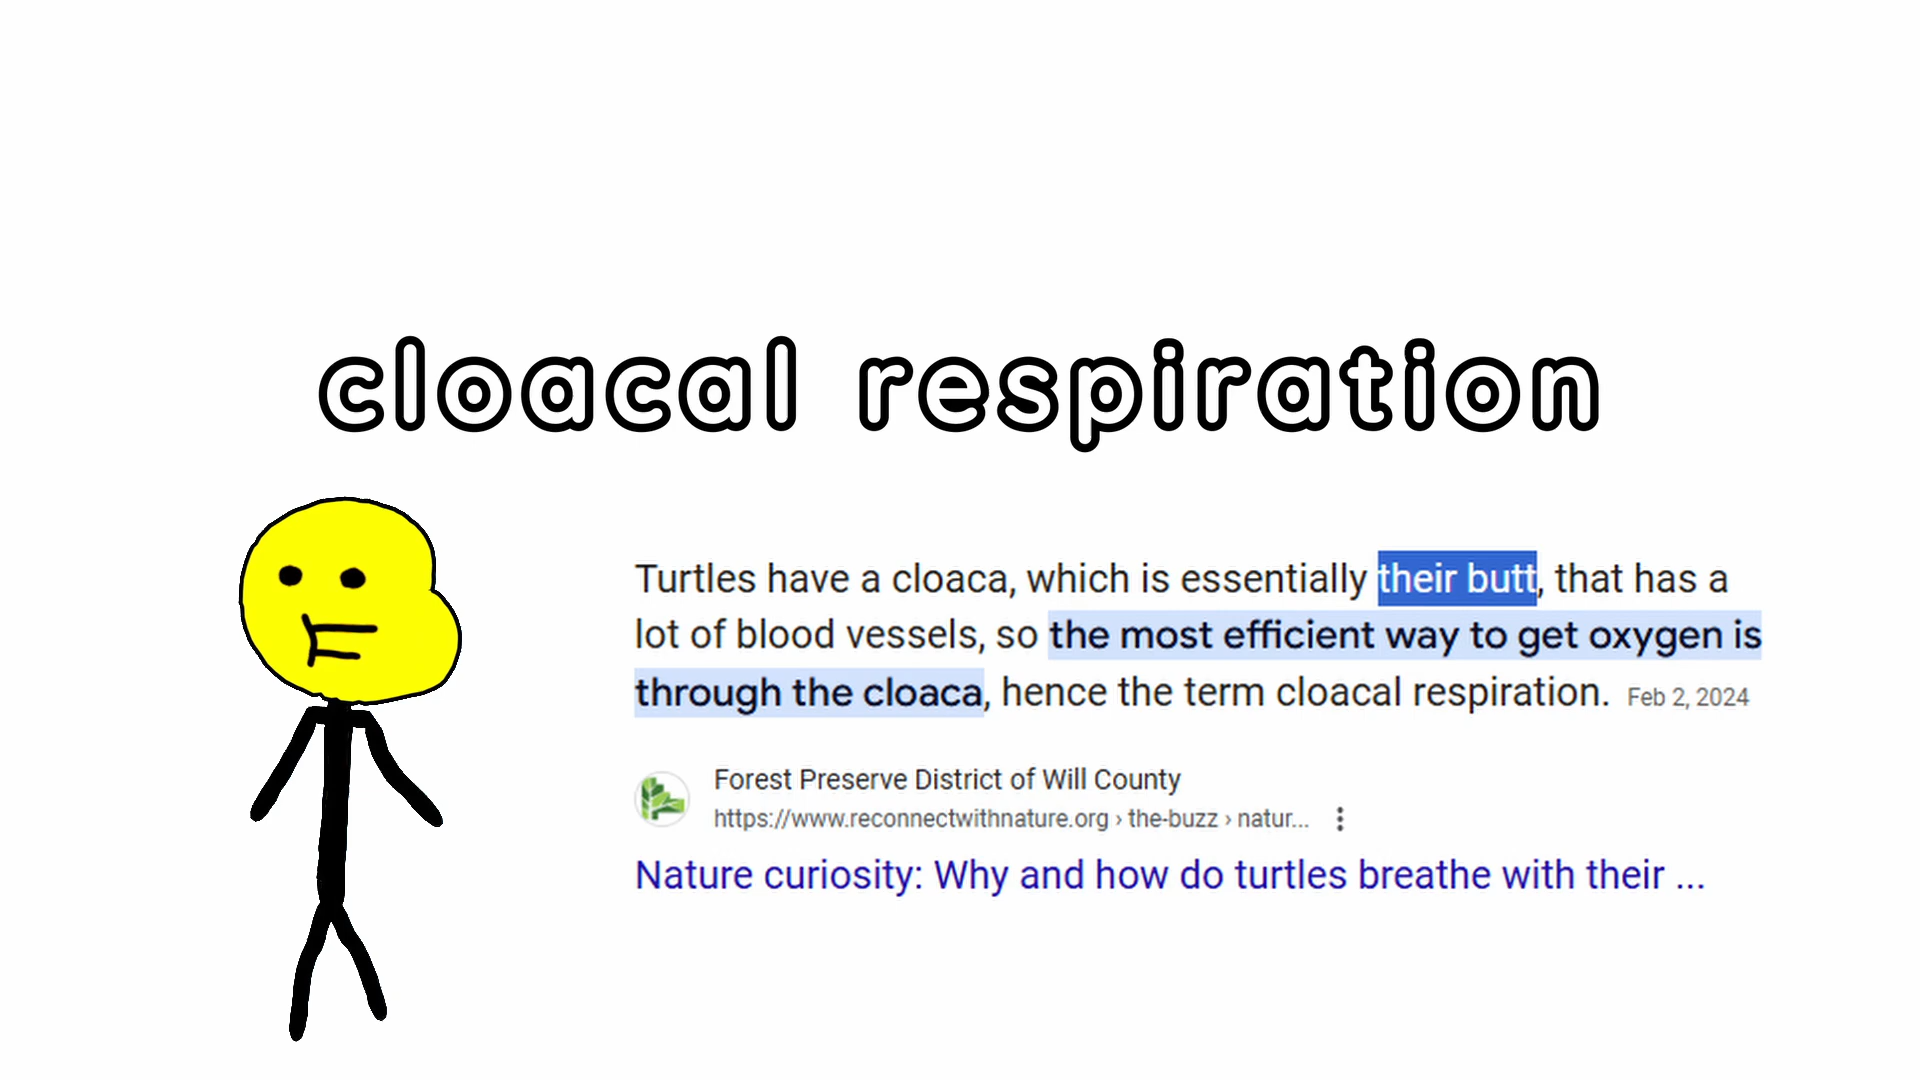 cloacal respiration
Turtles have a cloaca, which is essentially their butt, that has a
lot of blood vessels, so the most efficient way to get oxygen is
through the cloaca, hence the term cloacal respiration. Feb 2, 2024
Forest Preserve District of Will County
https://www.reconnectwithnature.org › the-buzz › natur...
Nature curiosity: Why and how do turtles breathe with their ...